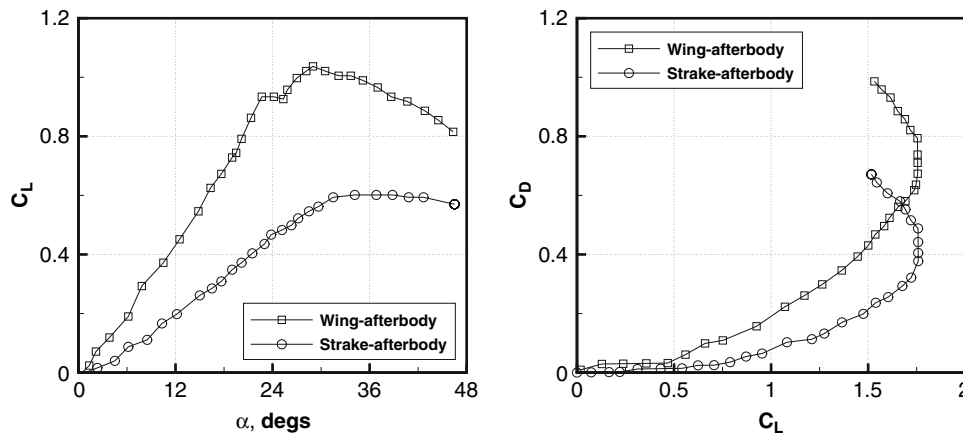 C_L
1.2
0.8
0.4
0
0
12
24
36
48
α, degs
Wing-afterbody
Strake-afterbody
C_D
1.2
0.8
0.4
0
0
0.5
1
1.5
2
C_L
Wing-afterbody
Strake-afterbody